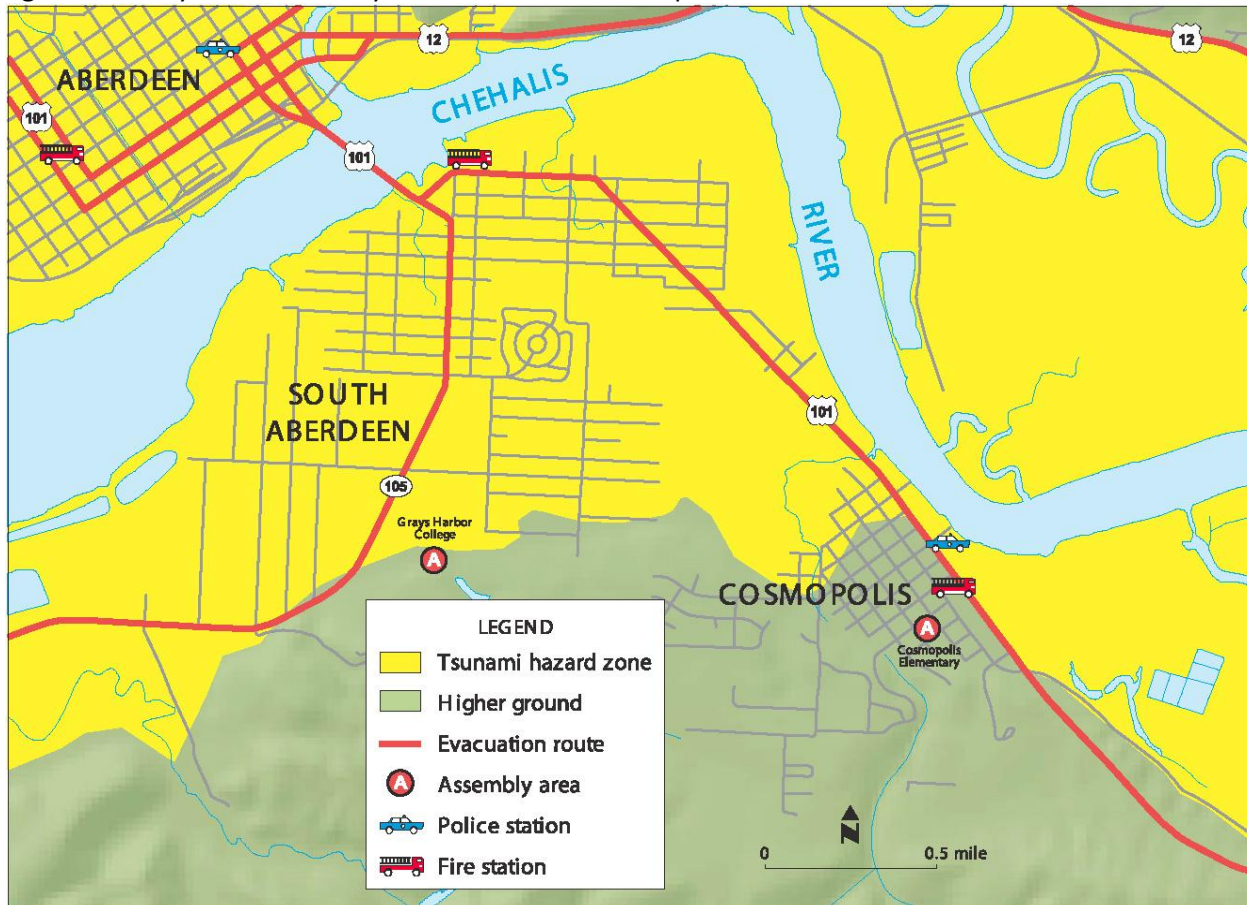 12
12
ABERDEEN
CHEHALIS
101
101
RIVER
SOUTH
ABERDEEN
101
105
Grays Harbor
College
A
COSMOPOLIS
A
Cosmopolis
Elementary
LEGEND
Tsunami hazard zone
Higher ground
Evacuation route
A Assembly area
Police station
Fire station
N
0 0.5 mile